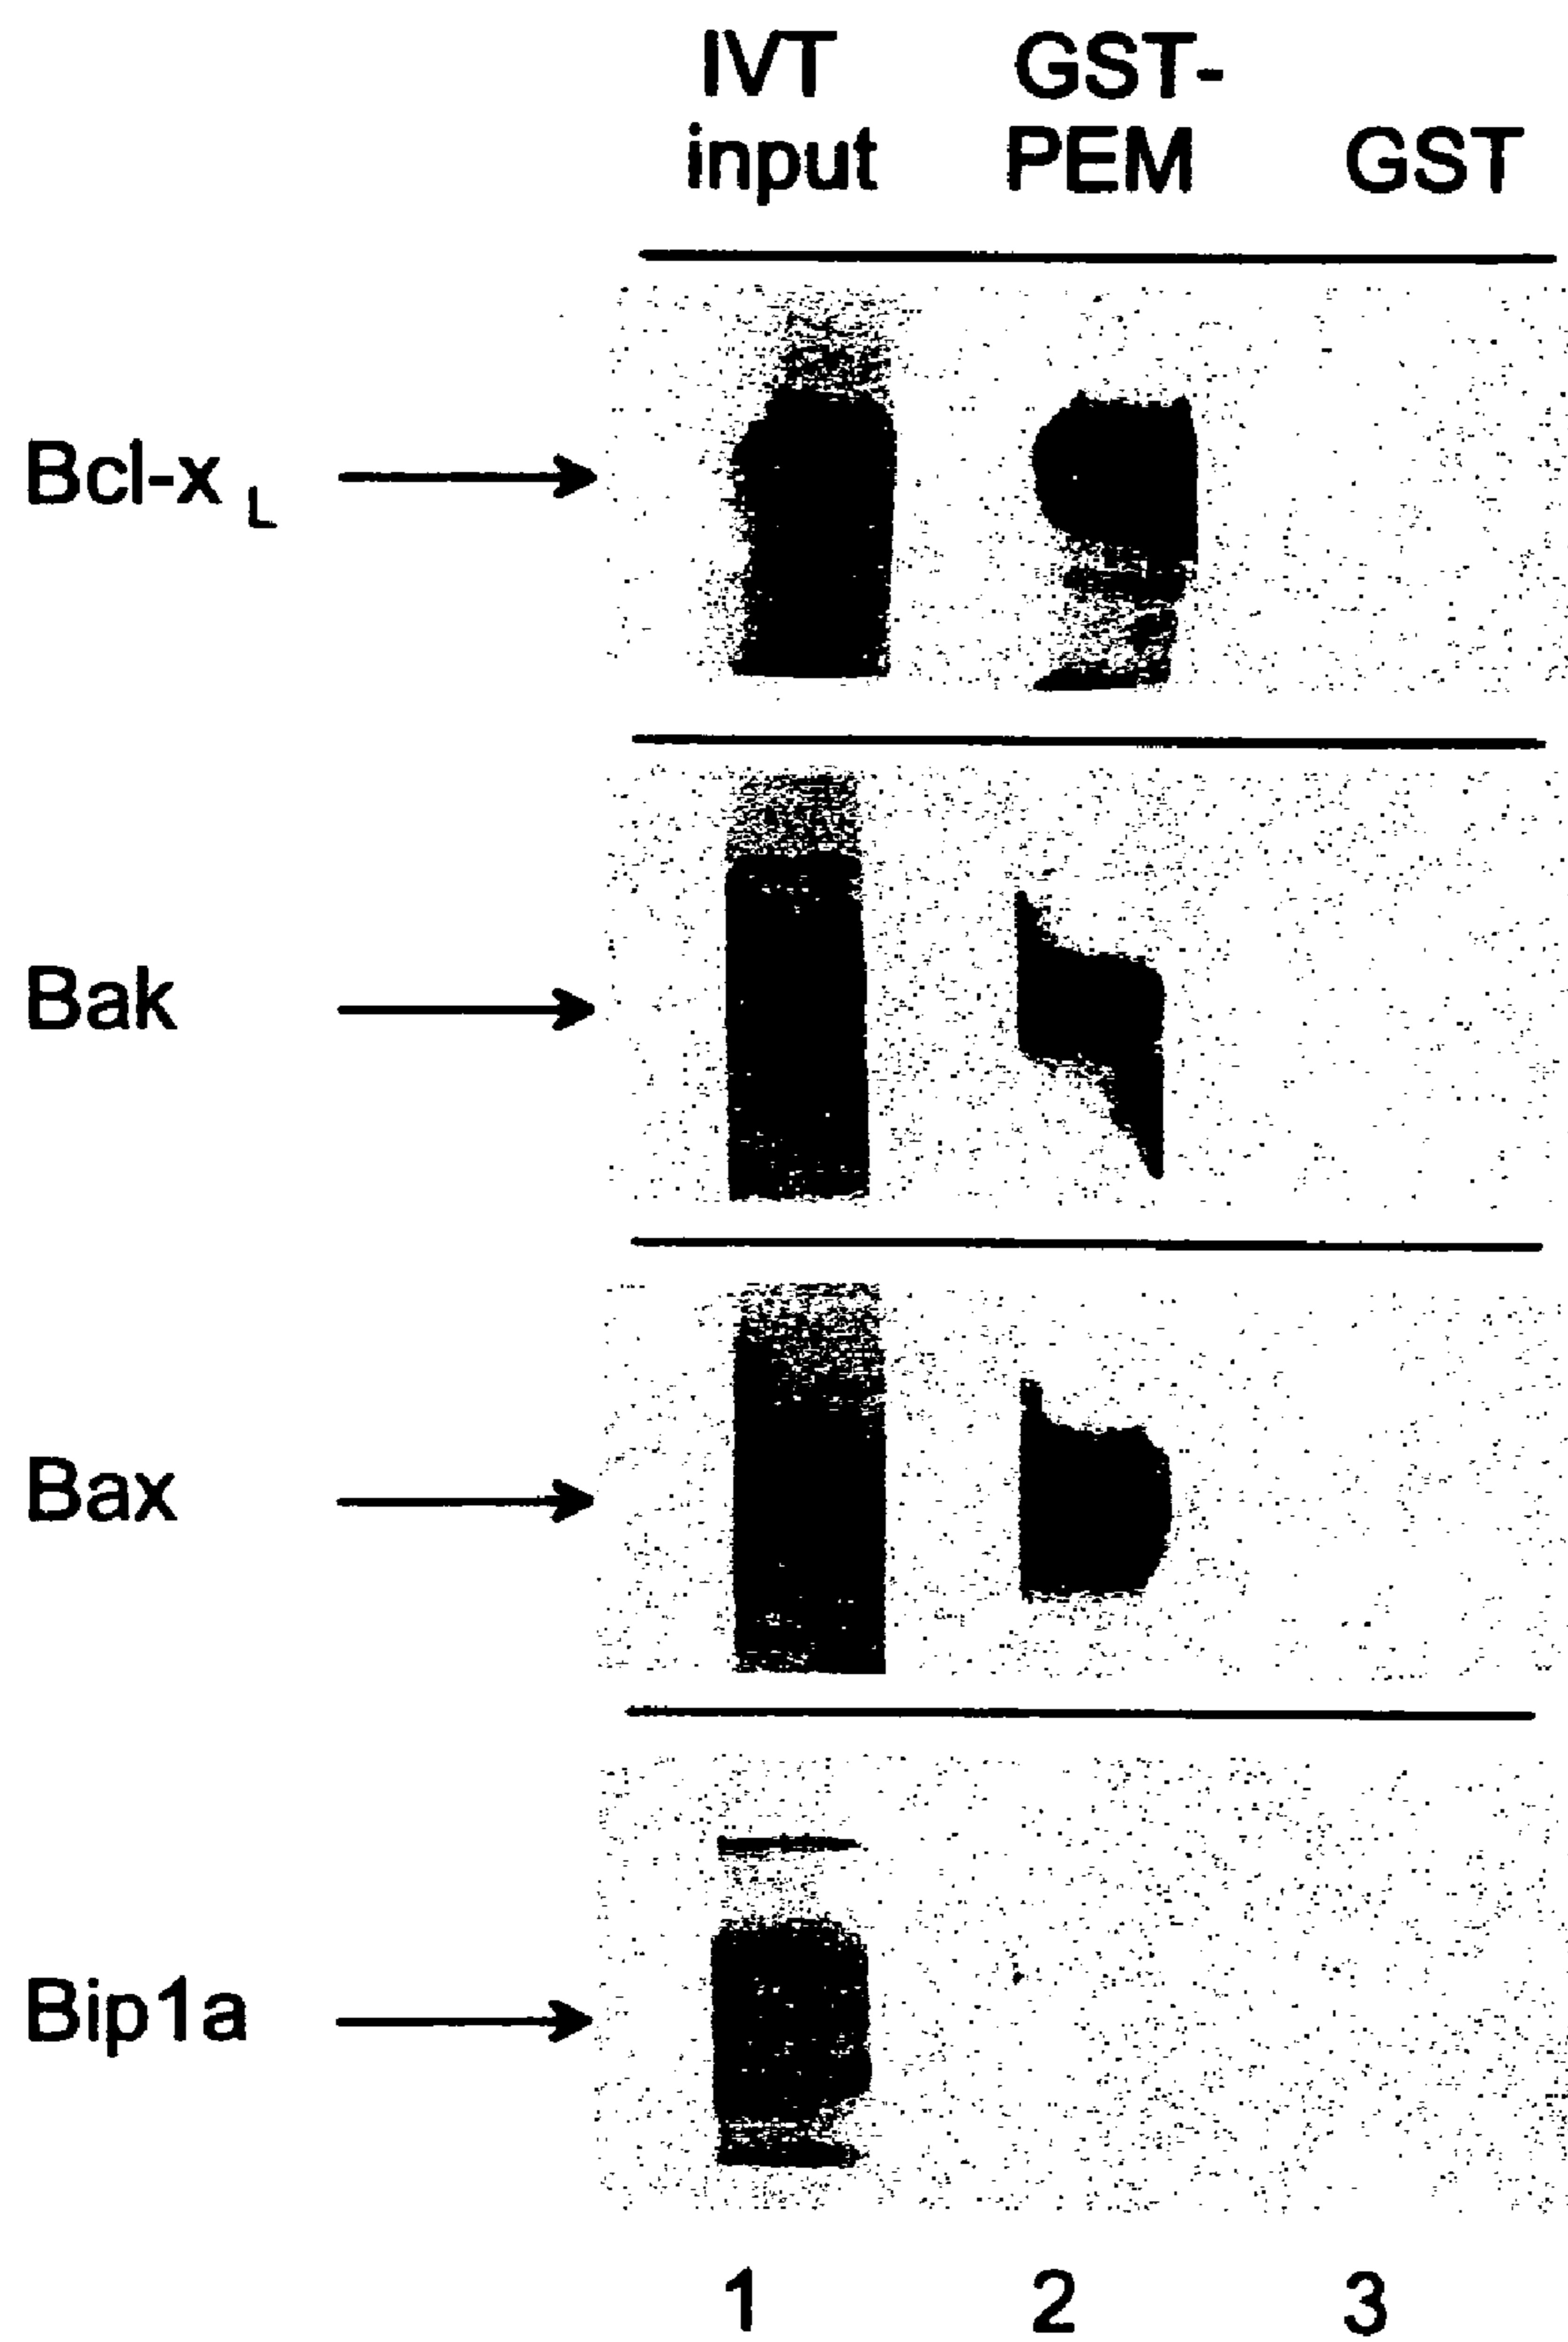 IVT GST-
input PEM GST
Bcl-x L
Bak
Bax
Bip1a
1 2 3